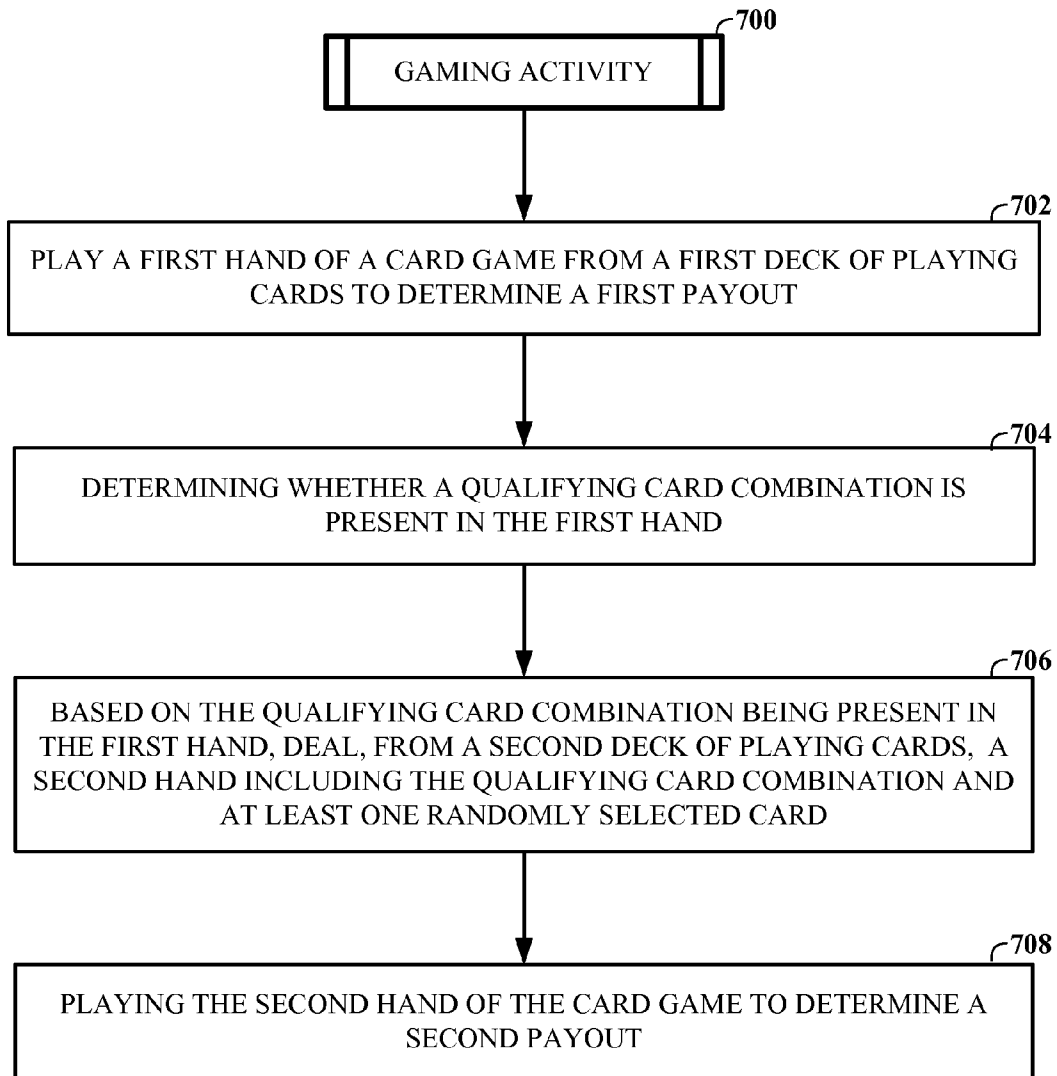 700
GAMING ACTIVITY
702
PLAY A FIRST HAND OF A CARD GAME FROM A FIRST DECK OF PLAYING
CARDS TO DETERMINE A FIRST PAYOUT
704
DETERMINING WHETHER A QUALIFYING CARD COMBINATION IS
PRESENT IN THE FIRST HAND
706
BASED ON THE QUALIFYING CARD COMBINATION BEING PRESENT IN
THE FIRST HAND, DEAL, FROM A SECOND DECK OF PLAYING CARDS, A
SECOND HAND INCLUDING THE QUALIFYING CARD COMBINATION AND
AT LEAST ONE RANDOMLY SELECTED CARD
708
PLAYING THE SECOND HAND OF THE CARD GAME TO DETERMINE A
SECOND PAYOUT